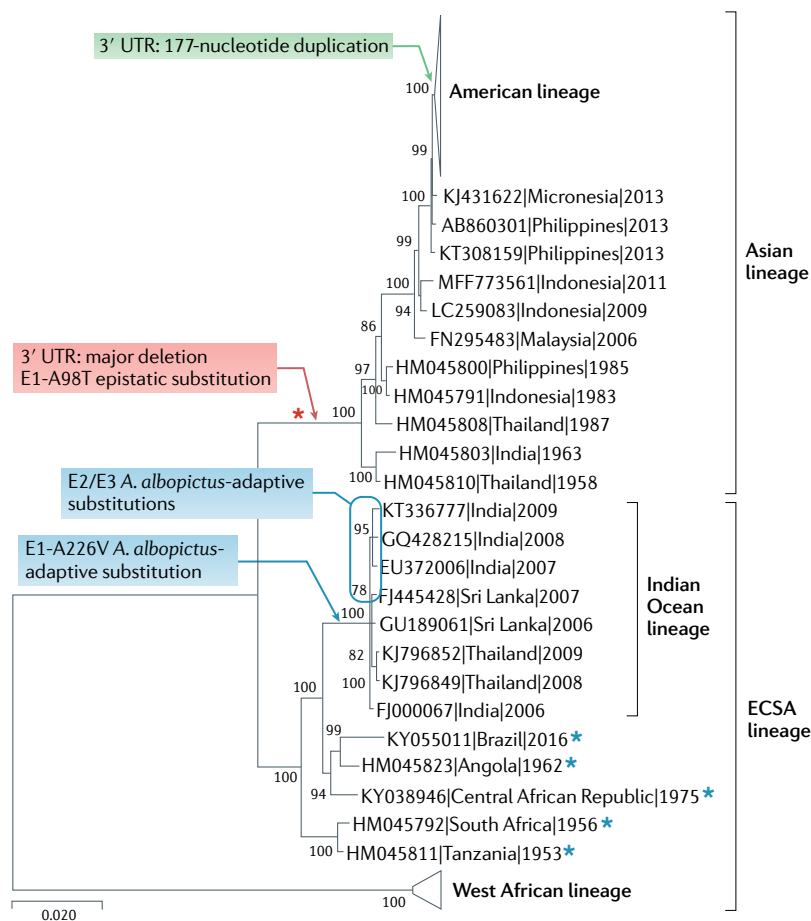 3′ UTR: 177-nucleotide duplication
100
American lineage
99
100
KJ431622|Micronesia|2013
AB860301|Philippines|2013
99
KT308159|Philippines|2013
Asian
lineage
100
MFF773561|Indonesia|2011
94
LC259083|Indonesia|2009
86
FN295483|Malaysia|2006
3′ UTR: major deletion
E1-A98T epistatic substitution
97
HM045800|Philippines|1985
100
HM045791|Indonesia|1983
*
100
HM045808|Thailand|1987
HM045803|India|1963
100
HM045810|Thailand|1958
E2/E3 A. albopictus-adaptive
substitutions
95
KT336777|India|2009
GQ428215|India|2008
E1-A226V A. albopictus-
adaptive substitution
EU372006|India|2007
78
FJ445428|Sri Lanka|2007
Indian
Ocean
lineage
100
GU189061|Sri Lanka|2006
82
KJ796852|Thailand|2009
100
KJ796849|Thailand|2008
100
FJ000067|India|2006
ECSA
lineage
99
KY055011|Brazil|2016*
100
HM045823|Angola|1962*
94
KY038946|Central African Republic|1975*
HM045792|South Africa|1956*
100
HM045811|Tanzania|1953*
100
West African lineage
0.020